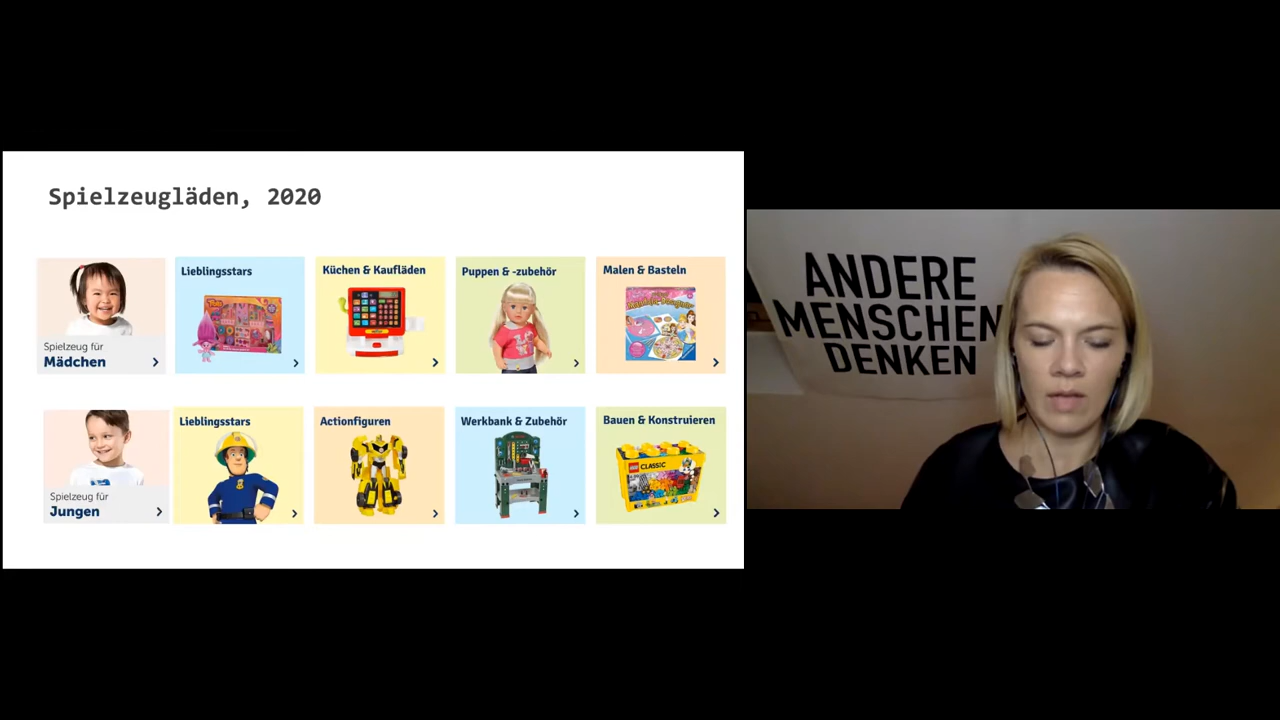 Spielzeugläden, 2020
Spielzeug für
Mädchen
Lieblingsstars
Küchen & Kaufläden
Puppen & -zubehör
Malen & Basteln
Spielzeug für
Jungen
Lieblingsstars
Actionfiguren
Werkbank & Zubehör
Bauen & Konstruieren
LEGO CLASSIC
ANDERE
MENSCHEN
DENKEN